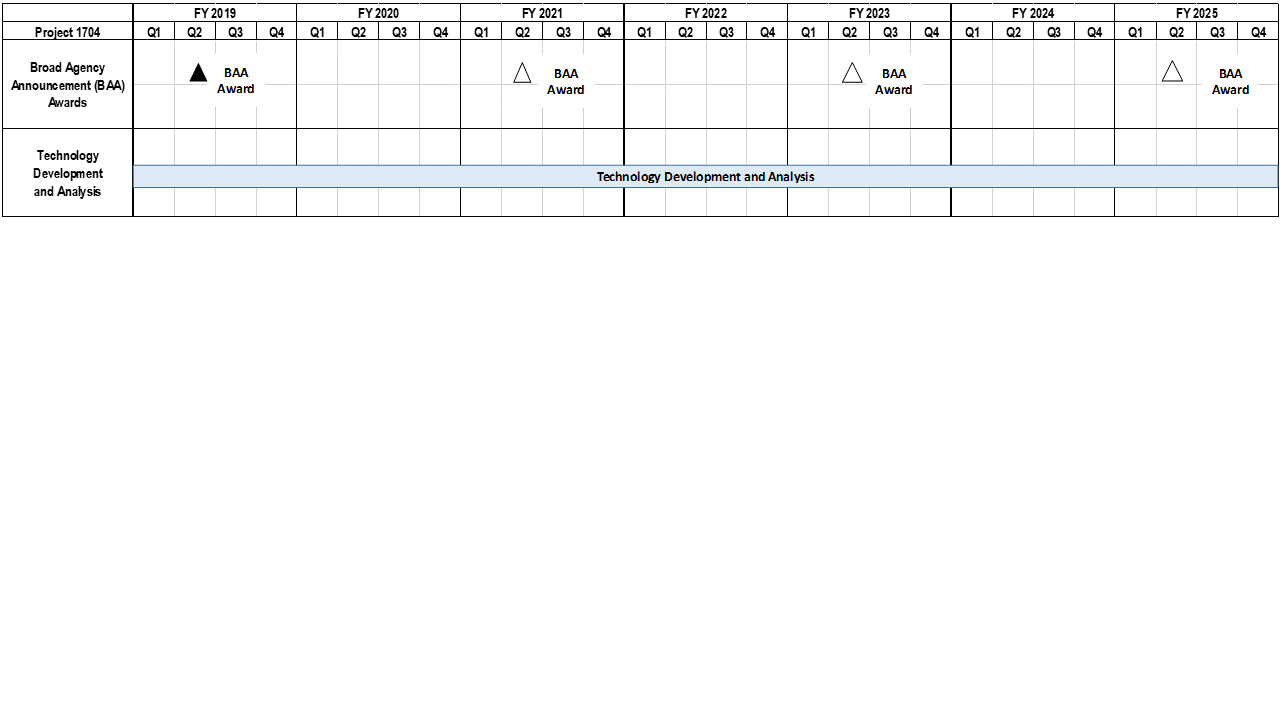 FY 2019 FY 2020 FY 2021 FY 2022 FY 2023 FY 2024 FY 2025
Project 1704 Q1 Q2 Q3 Q4 Q1 Q2 Q3 Q4 Q1 Q2 Q3 Q4 Q1 Q2 Q3 Q4 Q1 Q2 Q3 Q4 Q1 Q2 Q3 Q4 Q1 Q2 Q3 Q4
Broad Agency
Announcement (BAA)
Awards
BAA
Award
BAA
Award
BAA
Award
BAA
Award
Technology
Development
and Analysis
Technology Development and Analysis